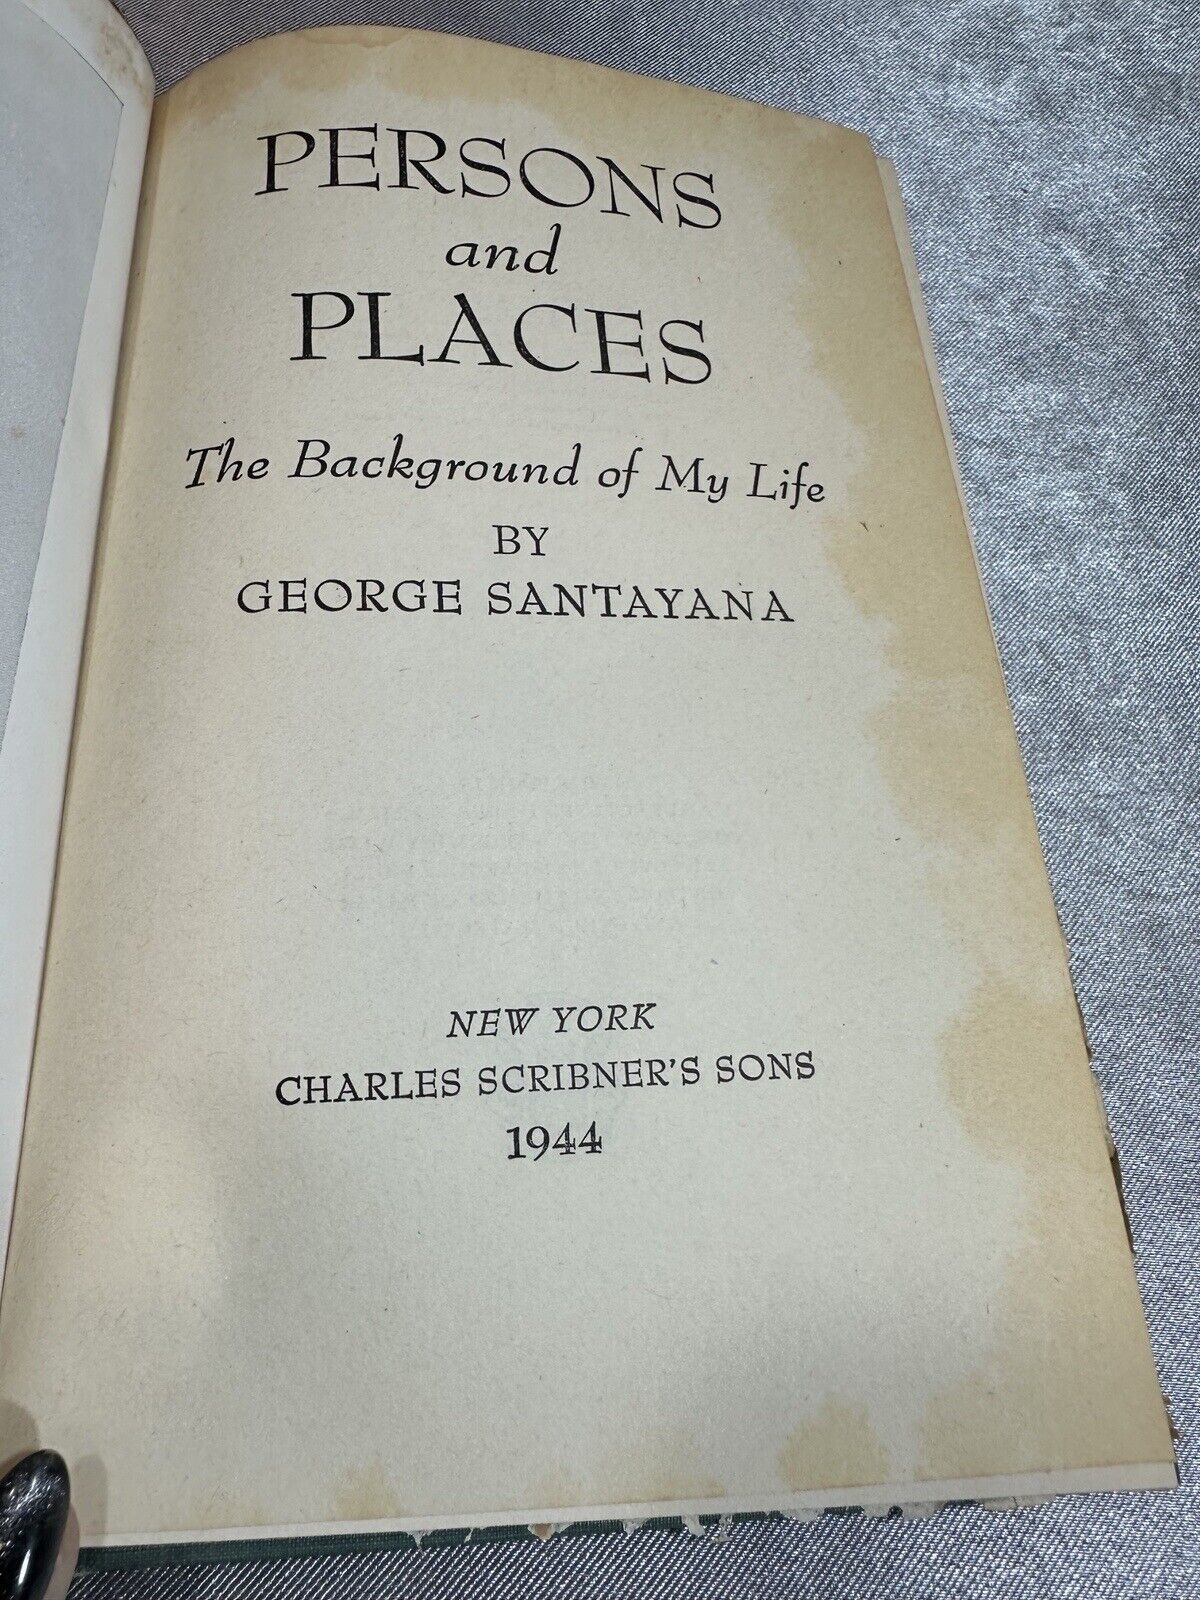 PERSONS
and
PLACES
The Background of My Life
BY
GEORGE SANTAYANA
NEW YORK
CHARLES SCRIBNER'S SONS
1944